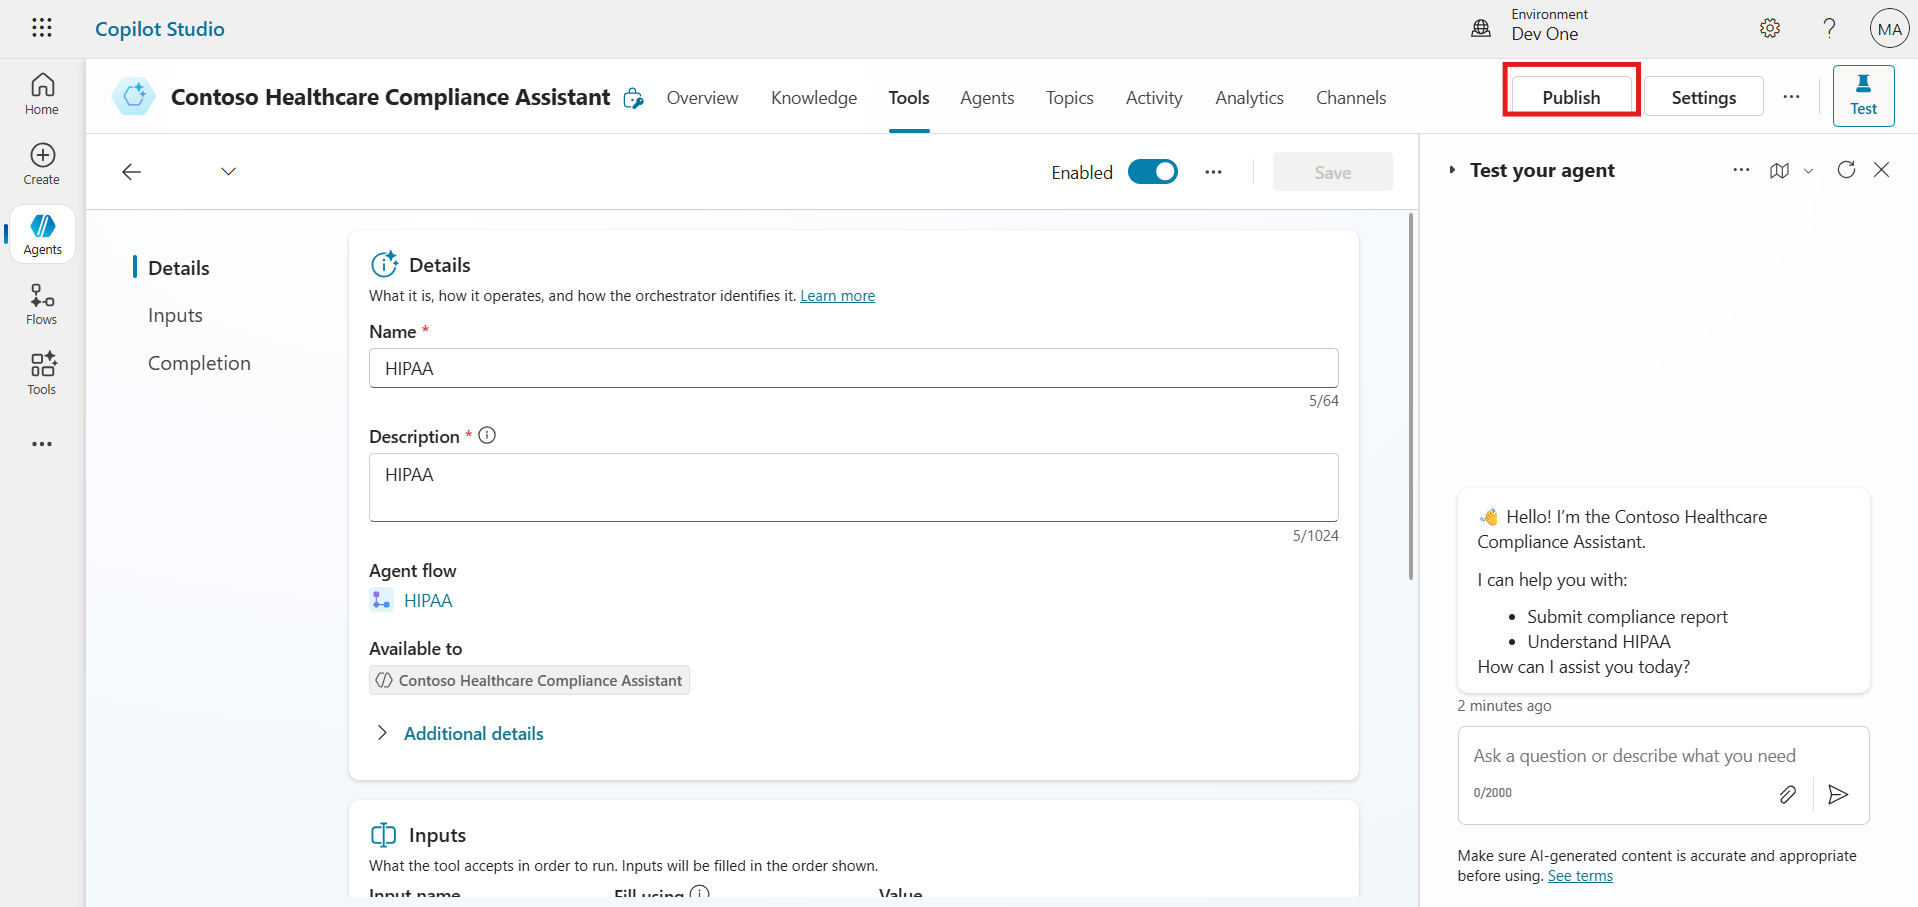 Copilot Studio
Environment
Dev One
MA
Home
Create
Agents
Flows
Tools
Contoso Healthcare Compliance Assistant
Overview
Knowledge
Tools
Agents
Topics
Activity
Analytics
Channels
Publish
Settings
Test
Enabled
Save
Details
Inputs
Completion
Details
What it is, how it operates, and how the orchestrator identifies it. Learn more
Name *
HIPAA
5/64
Description *
HIPAA
5/1024
Agent flow
HIPAA
Available to
Contoso Healthcare Compliance Assistant
Additional details
Inputs
What the tool accepts in order to run. Inputs will be filled in the order shown.
Input name
Fill using
Value
Test your agent
👋 Hello! I’m the Contoso Healthcare
Compliance Assistant.
I can help you with:
• Submit compliance report
• Understand HIPAA
How can I assist you today?
2 minutes ago
Ask a question or describe what you need
0/2000
Make sure AI-generated content is accurate and appropriate
before using. See terms